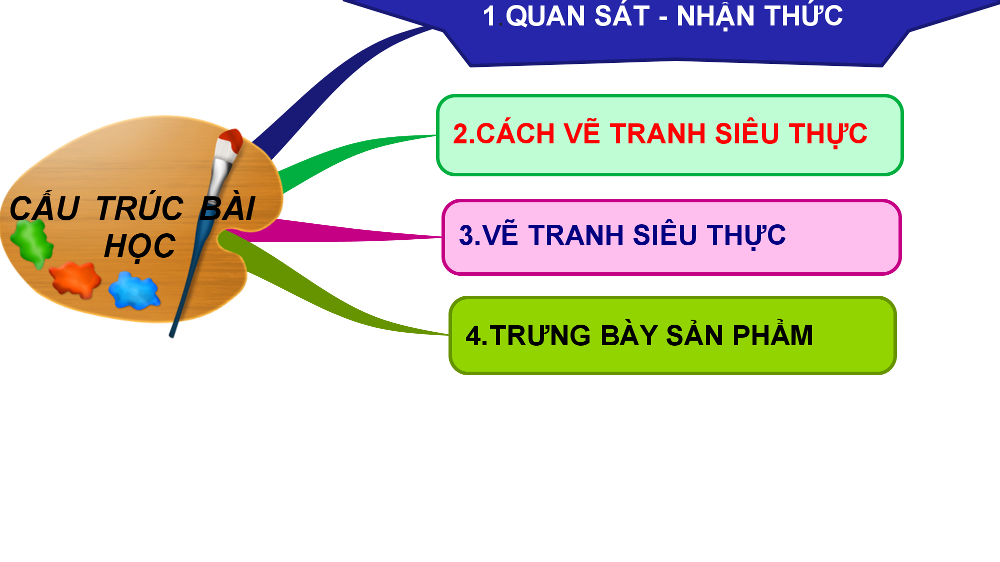 1.QUAN SÁT - NHẬN THỨC
2.CÁCH VẼ TRANH SIÊU THỰC
CẤU TRÚC BÀI
HỌC
3.VẼ TRANH SIÊU THỰC
4.TRƯNG BÀY SẢN PHẨM